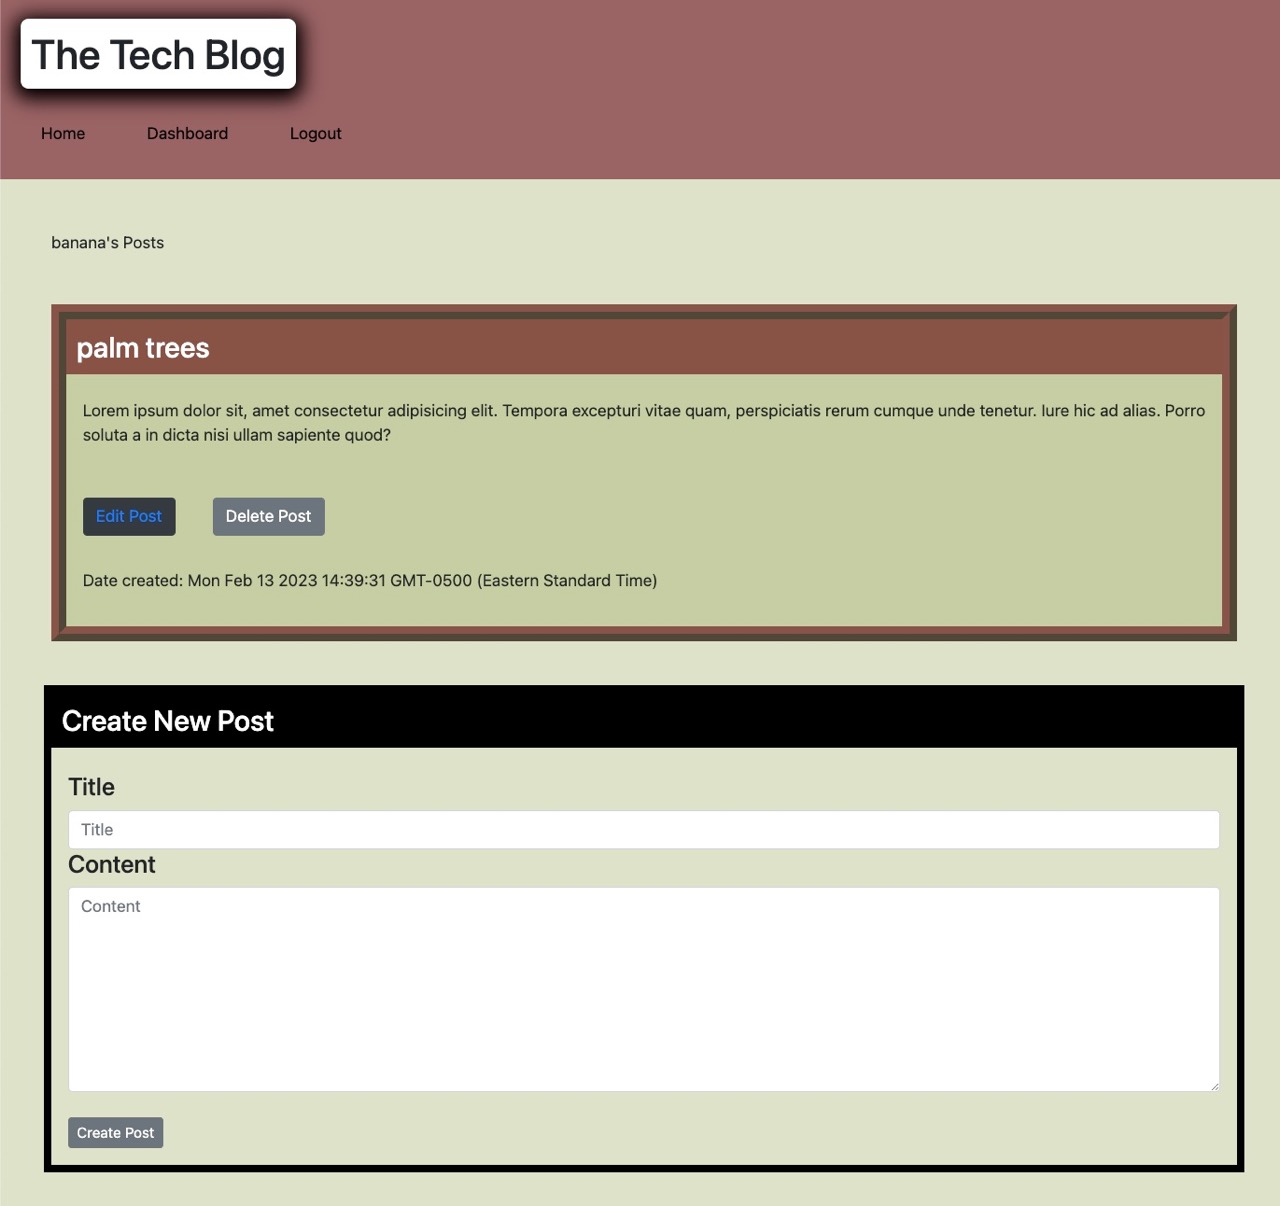 The Tech Blog
Home Dashboard Logout
banana's Posts
palm trees
Lorem ipsum dolor sit, amet consectetur adipisicing elit. Tempora excepturi vitae quam, perspiciatis rerum cumque unde tenetur. Iure hic ad alias. Porro
soluta a in dicta nisi ullam sapiente quod?
Edit Post Delete Post
Date created: Mon Feb 13 2023 14:39:31 GMT-0500 (Eastern Standard Time)
Create New Post
Title
Title
Content
Content
Create Post